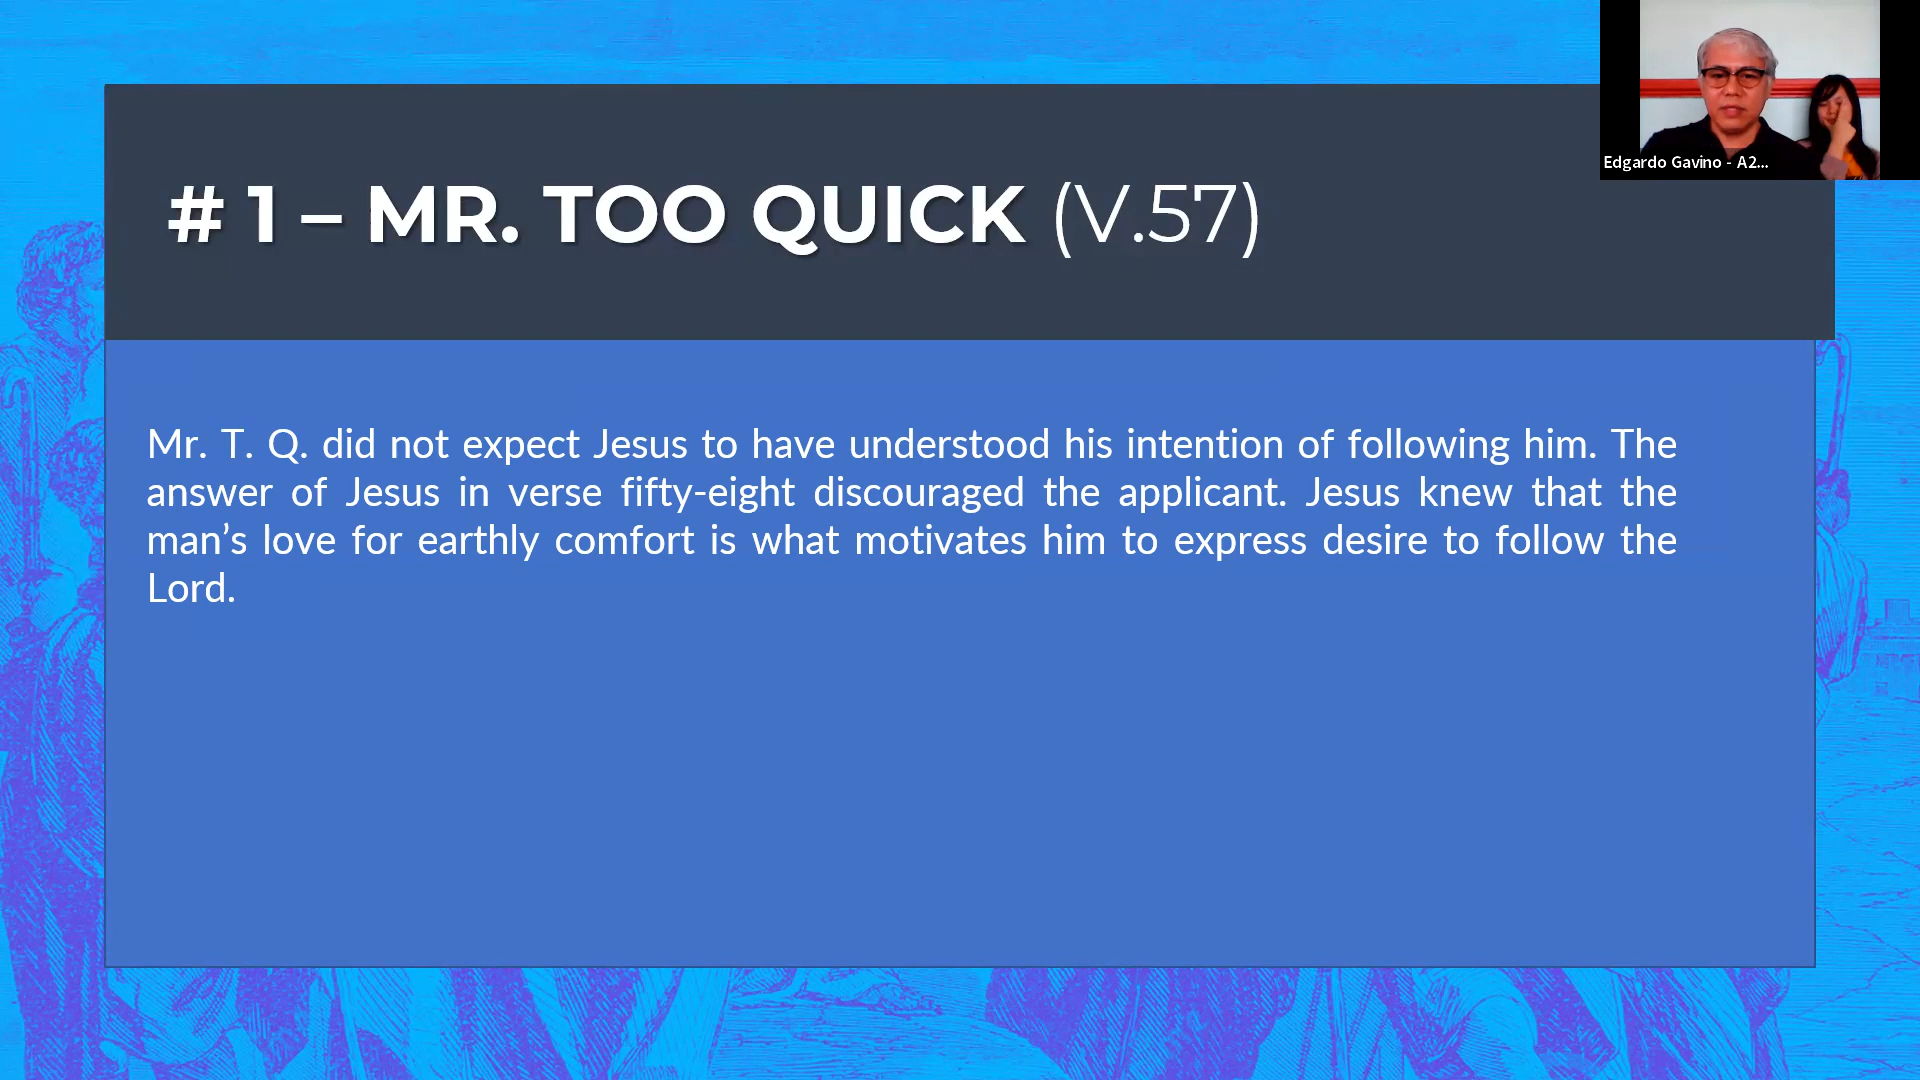 # 1 – MR. TOO QUICK (V.57)
Edgardo Gavino - A2...
Mr. T. Q. did not expect Jesus to have understood his intention of following him. The
answer of Jesus in verse fifty-eight discouraged the applicant. Jesus knew that the
man’s love for earthly comfort is what motivates him to express desire to follow the
Lord.